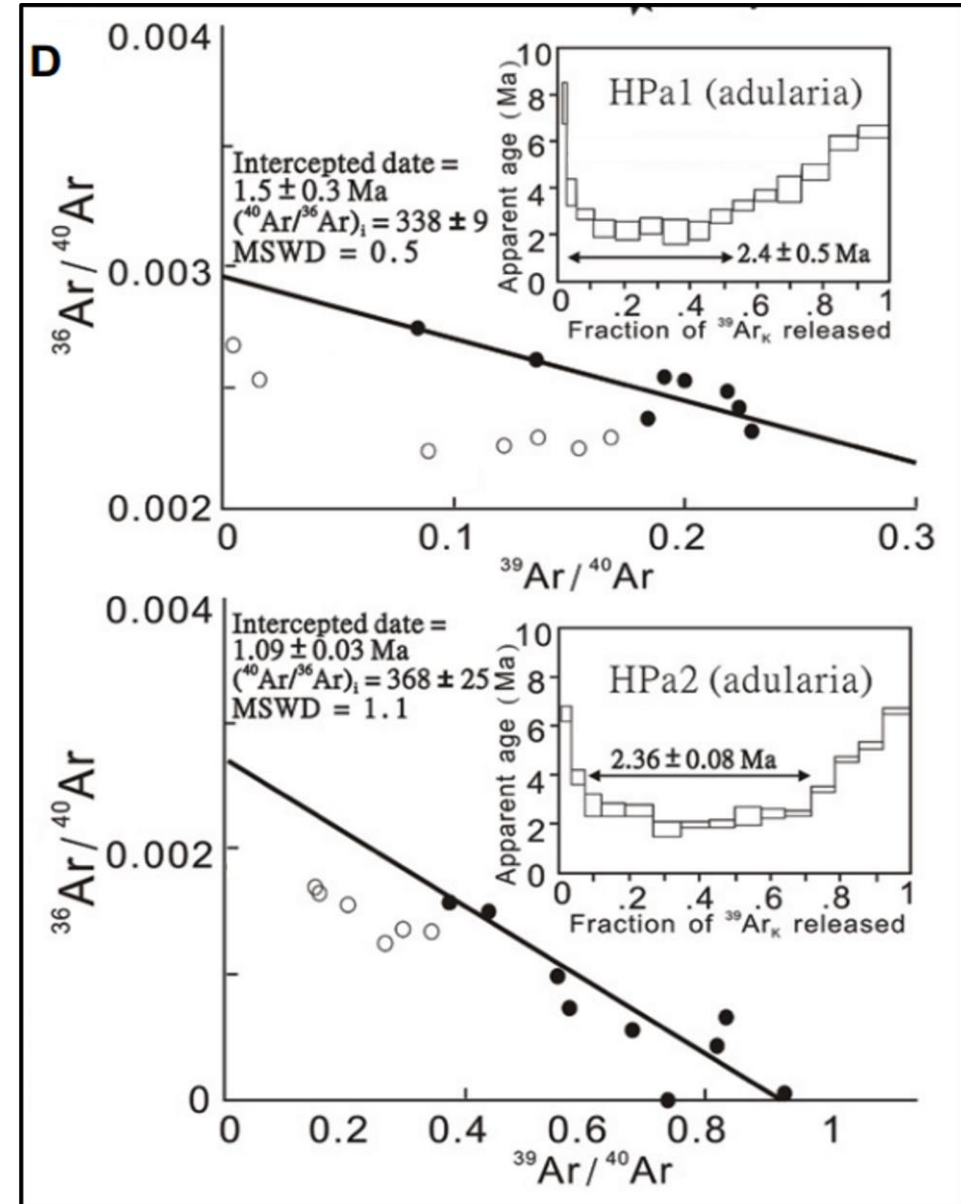 D
0.004
0.003
0.002
³⁶Ar / ⁴⁰Ar
Intercepted date =
1.5 ± 0.3 Ma
(⁴⁰Ar/³⁶Ar)ᵢ = 338 ± 9
MSWD = 0.5
0 0.1 0.2 0.3
³⁹Ar / ⁴⁰Ar
HPa1 (adularia)
Apparent age (Ma)
10
8
6
4
2
0
2.4 ± 0.5 Ma
0 .2 .4 .6 .8 1
Fraction of ³⁹Arₖ released
0.004
0.002
0
³⁶Ar / ⁴⁰Ar
Intercepted date =
1.09 ± 0.03 Ma
(⁴⁰Ar/³⁶Ar)ᵢ = 368 ± 25
MSWD = 1.1
0 0.2 0.4 0.6 0.8 1
³⁹Ar / ⁴⁰Ar
HPa2 (adularia)
Apparent age (Ma)
10
8
6
4
2
0
2.36 ± 0.08 Ma
0 .2 .4 .6 .8 1
Fraction of ³⁹Arₖ released